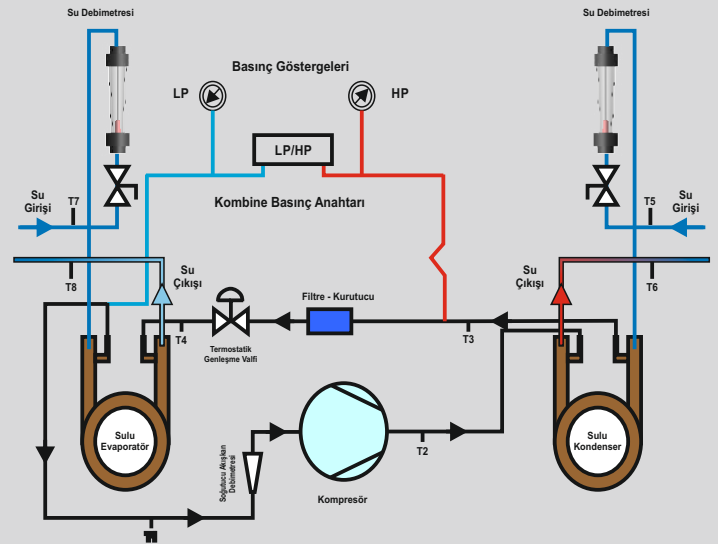 Su Debimetresi
Su Debimetresi
Basınç Göstergeleri
LP
HP
LP/HP
Kombine Basınç Anahtarı
Su
Girişi
T7
T5
Su
Girişi
T8
Su
Çıkışı
Su
Çıkışı
T6
Filtre - Kurutucu
T4
Termostatik
Genleşme Valfi
T3
Sulu
Evaporatör
Sulu
Kondenser
T2
Soğutucu Akışkan
Debimetresi
Kompresör